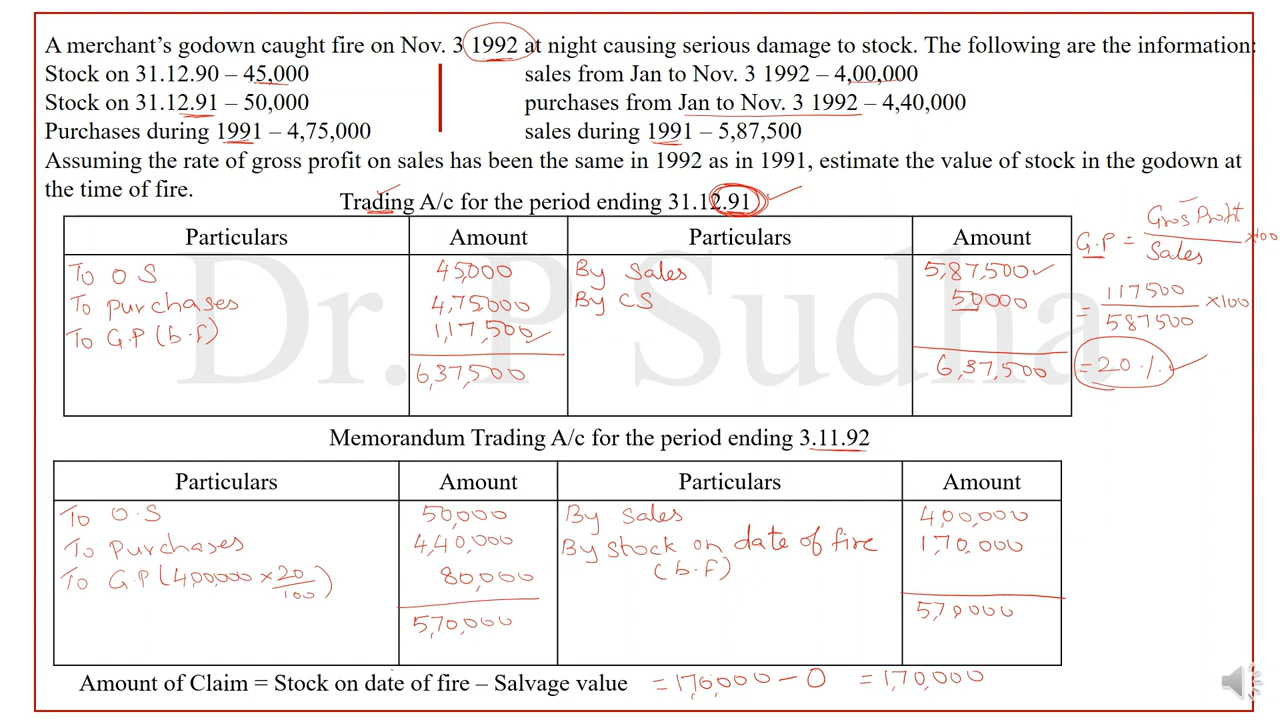 A merchant's godown caught fire on Nov. 3 1992 at night causing serious damage to stock. The following are the information:
Stock on 31.12.90 – 45,000 sales from Jan to Nov. 3 1992 – 4,00,000
Stock on 31.12.91 – 50,000 purchases from Jan to Nov. 3 1992 – 4,40,000
Purchases during 1991 – 4,75,000 sales during 1991 – 5,87,500
Assuming the rate of gross profit on sales has been the same in 1992 as in 1991, estimate the value of stock in the godown at
the time of fire.
Trading A/c for the period ending 31.12.91
Particulars Amount Particulars Amount
To O S 45,000 By Sales 5,87,500
To Purchases 4,75,000 By CS 50000
To G.P (b.f) 1,17,500
6,37,500 6,37,500
G.P = Gros Profit / Sales × 100
= 117500 / 587500 × 100
= 20 %
Dr. P Sudha
Memorandum Trading A/c for the period ending 3.11.92
Particulars Amount Particulars Amount
To O.S 50,000 By Sales 4,00,000
To Purchases 4,40,000 By Stock on date of fire 1,70,000
To G.P (4,00,000 × 20/100) 80,000 (b.f)
5,70,000 5,70000
Amount of Claim = Stock on date of fire – Salvage value = 1,70,000 – 0 = 1,70,000